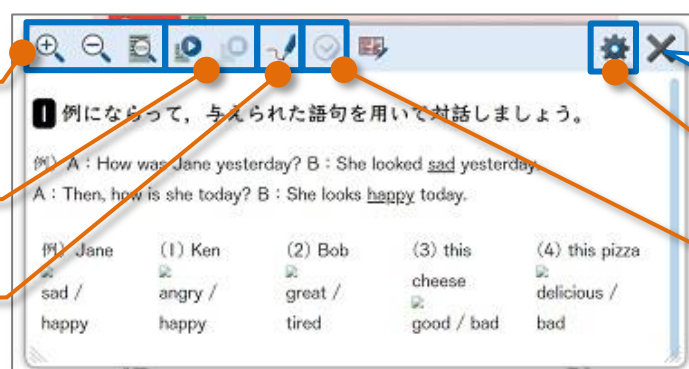 1 例にならって，与えられた語句を用いて対話しましょう。
例）A：How was Jane yesterday? B：She looked sad yesterday.
A：Then, how is she today? B：She looks happy today.
例）Jane
sad /
happy
(1) Ken
angry /
happy
(2) Bob
great /
tired
(3) this
cheese
good / bad
(4) this pizza
delicious /
bad